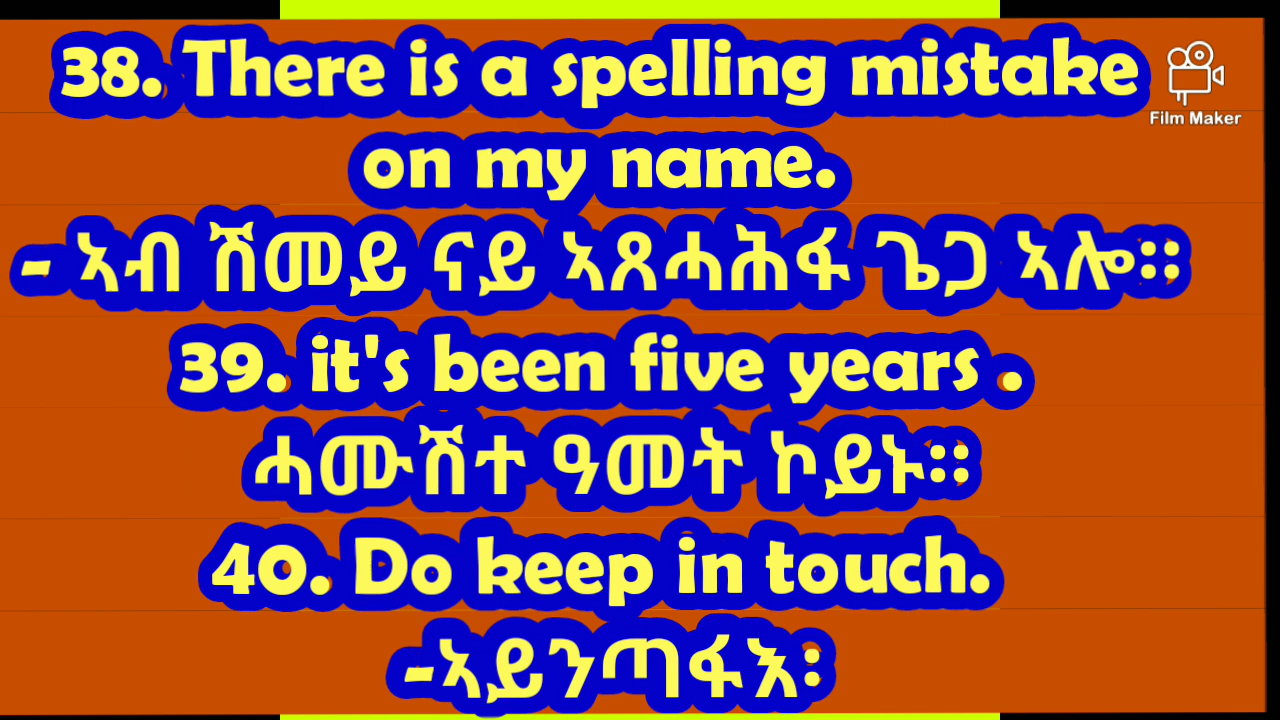 38. There is a spelling mistake
Film Maker
on my name.
- ኣብ ሽመይ ናይ ኣጸሓሕፋ ጌጋ ኣሎ።
39. it's been five years .
ሓሙሽተ ዓመት ኮይኑ።
40. Do keep in touch.
-ኣይንጣፋእ፥